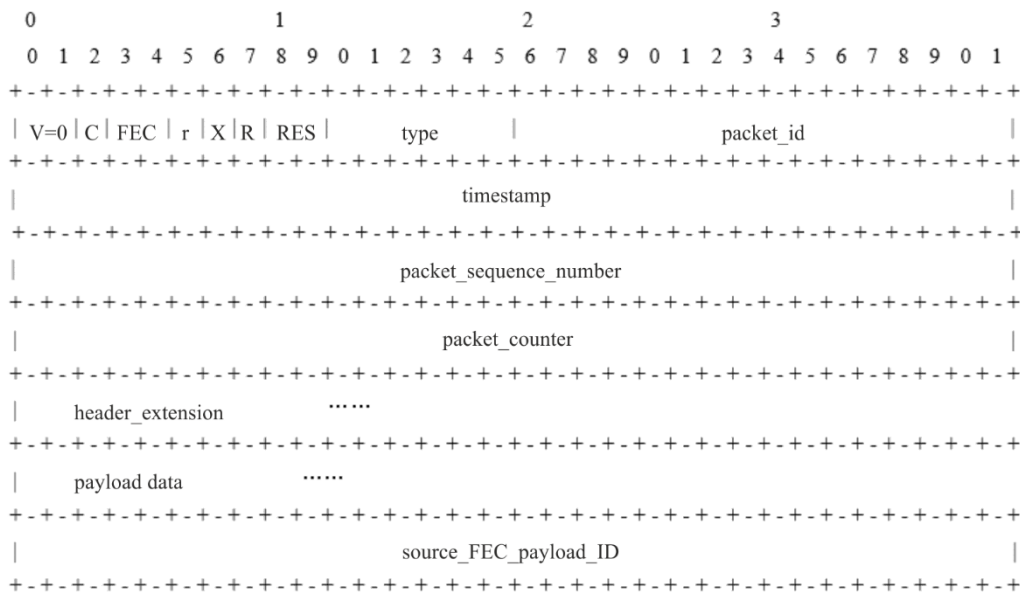 0 1 2 3
0 1 2 3 4 5 6 7 8 9 0 1 2 3 4 5 6 7 8 9 0 1 2 3 4 5 6 7 8 9 0 1
+-+-+-+-+-+-+-+-+-+-+-+-+-+-+-+-+-+-+-+-+-+-+-+-+-+-+-+-+-+-+-+-+
| V=0 | C | FEC | r | X | R | RES | type | packet_id |
+-+-+-+-+-+-+-+-+-+-+-+-+-+-+-+-+-+-+-+-+-+-+-+-+-+-+-+-+-+-+-+-+
| timestamp |
+-+-+-+-+-+-+-+-+-+-+-+-+-+-+-+-+-+-+-+-+-+-+-+-+-+-+-+-+-+-+-+-+
| packet_sequence_number |
+-+-+-+-+-+-+-+-+-+-+-+-+-+-+-+-+-+-+-+-+-+-+-+-+-+-+-+-+-+-+-+-+
| packet_counter |
+-+-+-+-+-+-+-+-+-+-+-+-+-+-+-+-+-+-+-+-+-+-+-+-+-+-+-+-+-+-+-+-+
| header_extension ……
+-+-+-+-+-+-+-+-+-+-+-+-+-+-+-+-+-+-+-+-+-+-+-+-+-+-+-+-+-+-+-+-+
| payload data ……
+-+-+-+-+-+-+-+-+-+-+-+-+-+-+-+-+-+-+-+-+-+-+-+-+-+-+-+-+-+-+-+-+
| source_FEC_payload_ID |
+-+-+-+-+-+-+-+-+-+-+-+-+-+-+-+-+-+-+-+-+-+-+-+-+-+-+-+-+-+-+-+-+